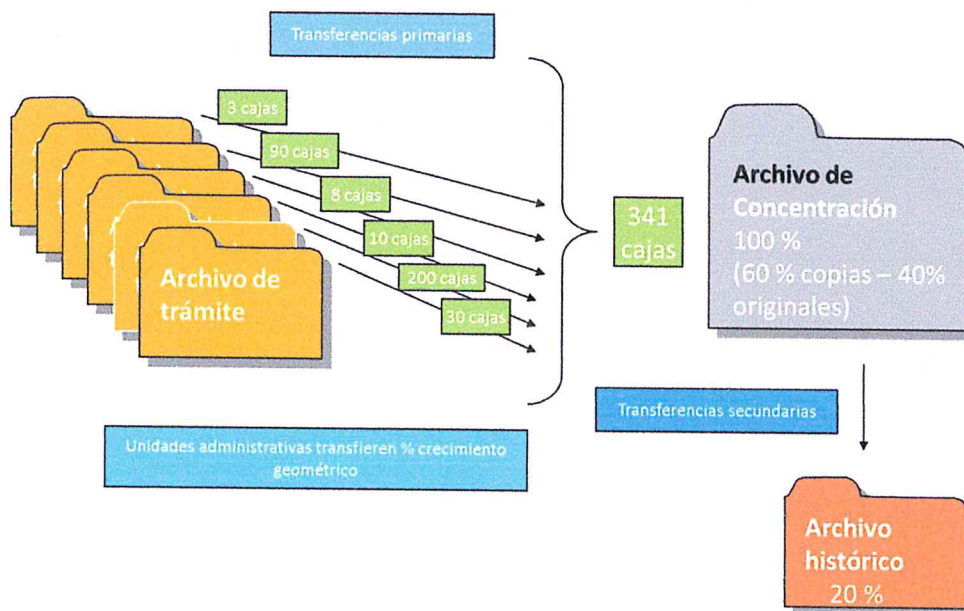 Transferencias primarias
3 cajas
90 cajas
8 cajas
10 cajas
200 cajas
30 cajas
Archivo de
trámite
341
cajas
Archivo de
Concentración
100 %
(60 % copias – 40%
originales)
Transferencias secundarias
Unidades administrativas transfieren % crecimiento
geométrico
Archivo
histórico
20 %